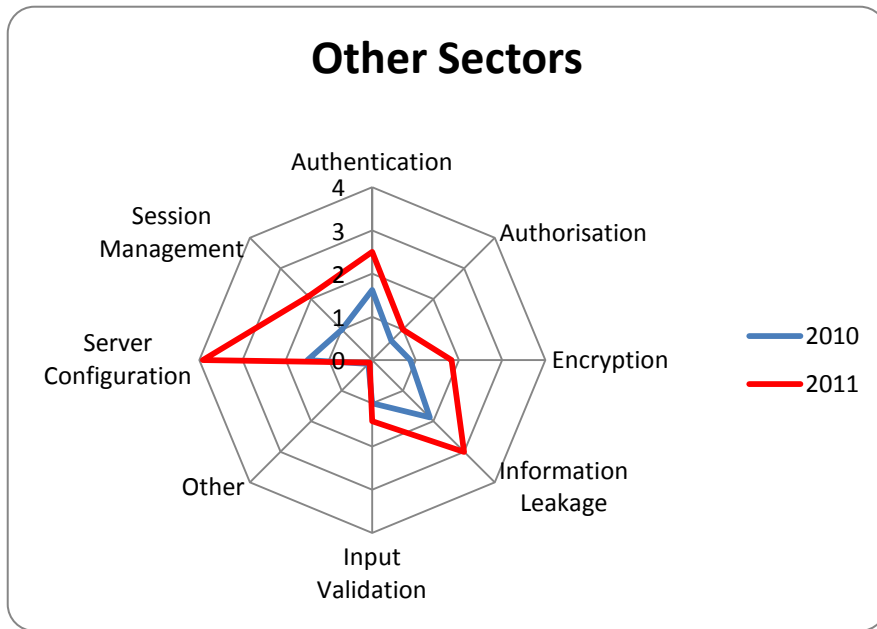 Other Sectors
Authentication
Authorisation
Encryption
Information
Leakage
Input
Validation
Other
Server
Configuration
Session
Management
4
3
2
1
0
2010
2011